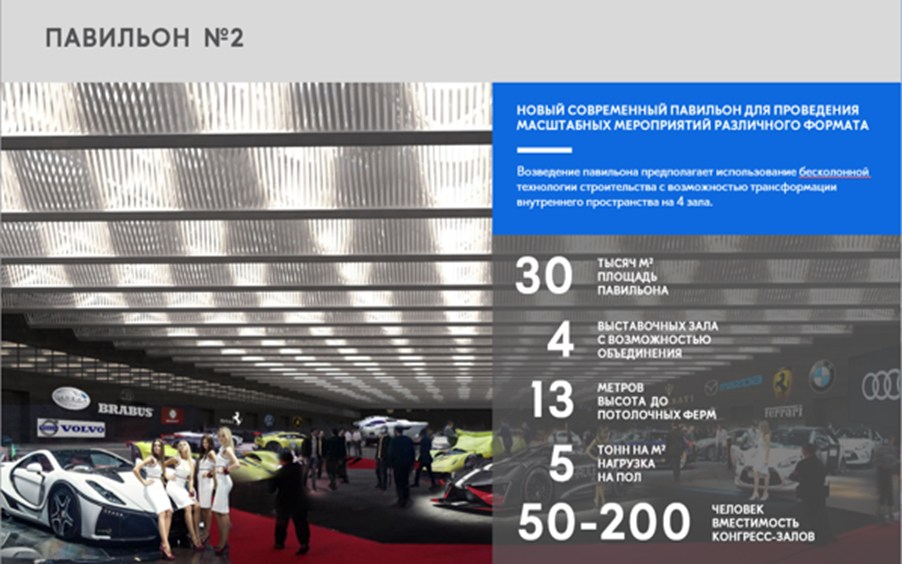 ПАВИЛЬОН №2
НОВЫЙ СОВРЕМЕННЫЙ ПАВИЛЬОН ДЛЯ ПРОВЕДЕНИЯ
МАСШТАБНЫХ МЕРОПРИЯТИЙ РАЗЛИЧНОГО ФОРМАТА
Возведение павильона предполагает использование бесколонной
технологии строительства с возможностью трансформации
внутреннего пространства на 4 зала.
30 ТЫСЯЧ М²
ПЛОЩАДЬ
ПАВИЛЬОНА
4 ВЫСТАВОЧНЫХ ЗАЛА
С ВОЗМОЖНОСТЬЮ
ОБЪЕДИНЕНИЯ
13 МЕТРОВ
ВЫСОТА ДО
ПОТОЛОЧНЫХ ФЕРМ
5 ТОНН НА М²
НАГРУЗКА
НА ПОЛ
50-200 ЧЕЛОВЕК
ВМЕСТИМОСТЬ
КОНГРЕСС-ЗАЛОВ
BRABUS
VOLVO
mazda
Ferrari